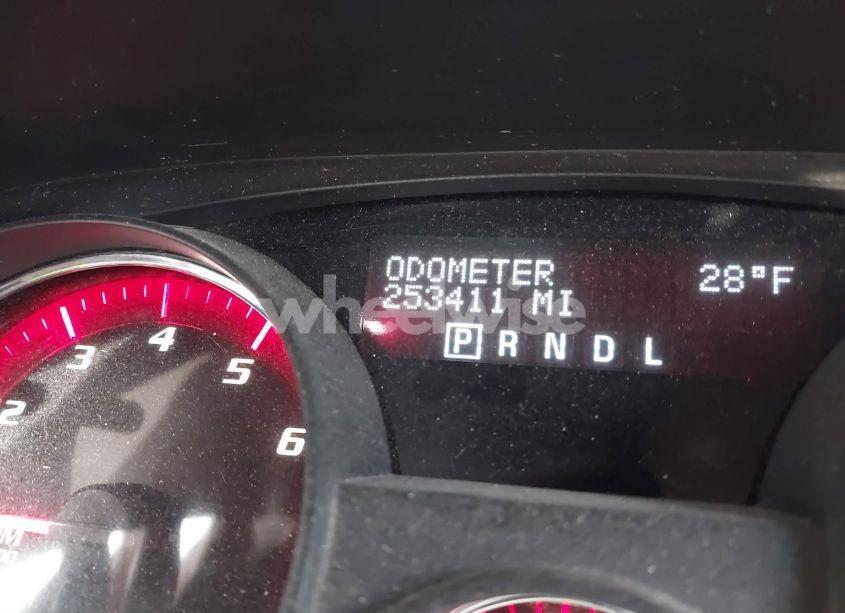 ODOMETER 28°F
253411 MI
P R N D L
2 3 4 5 6
wheelwise